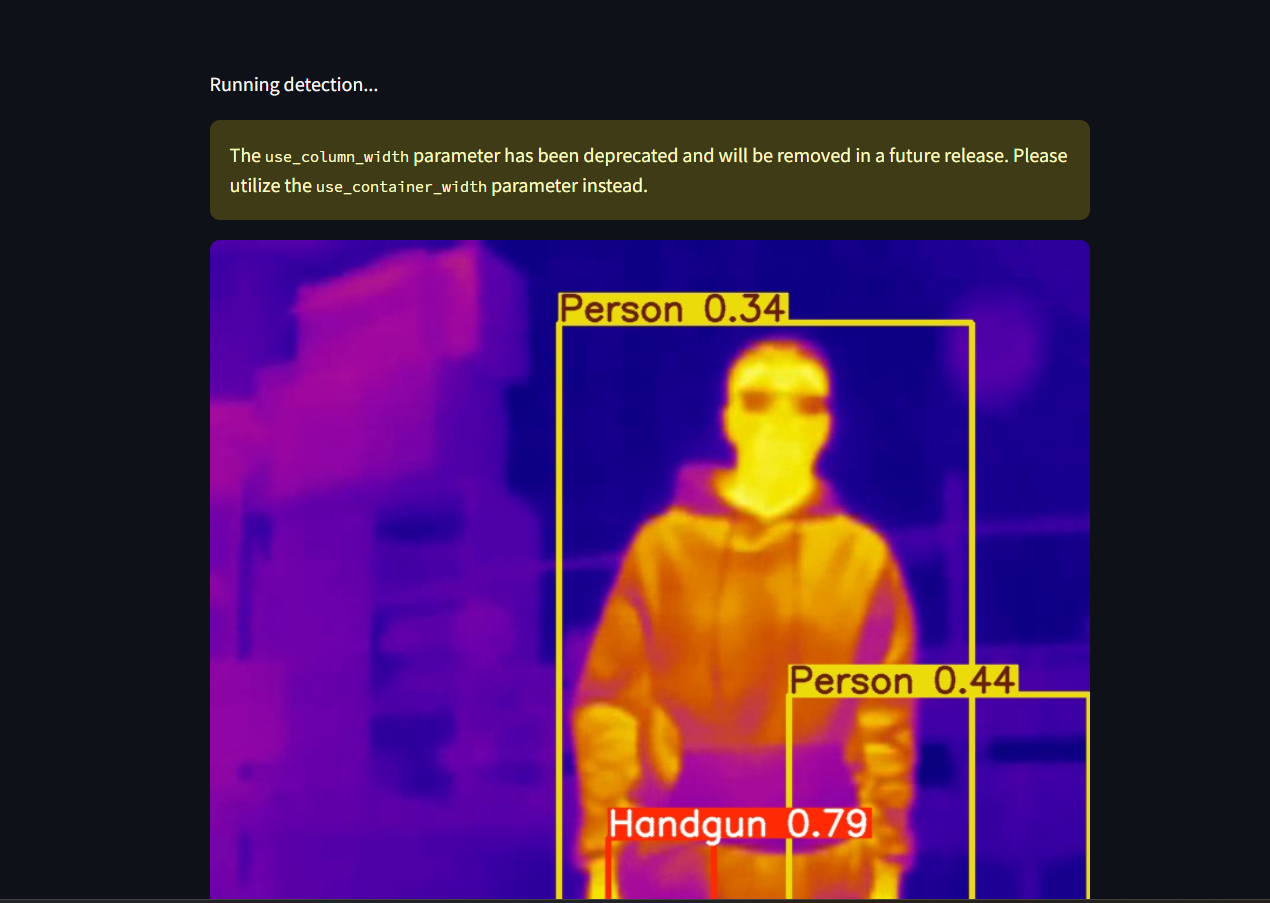 Running detection...
The use_column_width parameter has been deprecated and will be removed in a future release. Please
utilize the use_container_width parameter instead.
Person 0.34
Person 0.44
Handgun 0.79